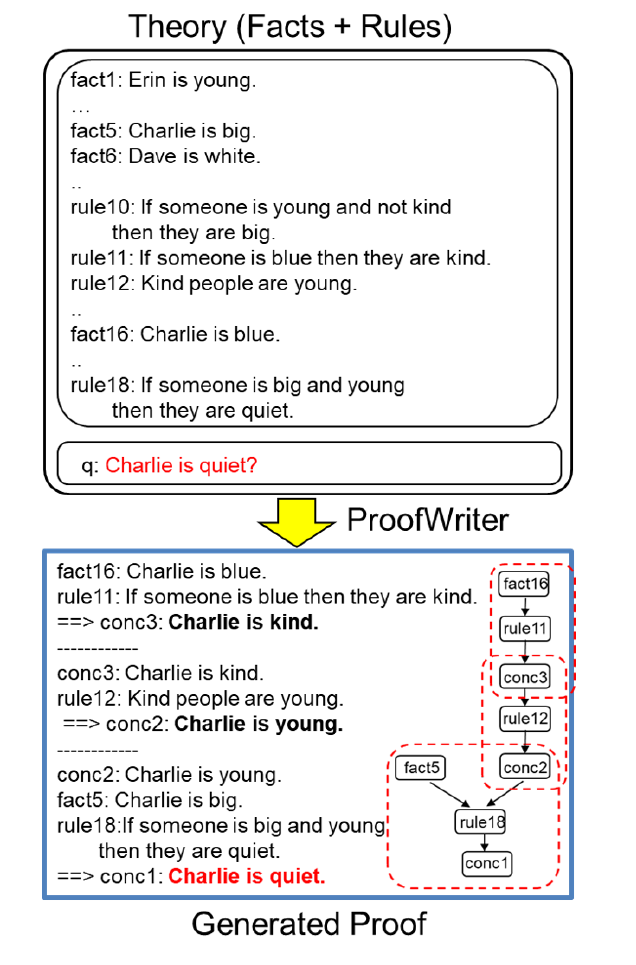 Theory (Facts + Rules)
fact1: Erin is young.
...
fact5: Charlie is big.
fact6: Dave is white.
..
rule10: If someone is young and not kind
then they are big.
rule11: If someone is blue then they are kind.
rule12: Kind people are young.
..
fact16: Charlie is blue.
..
rule18: If someone is big and young
then they are quiet.
q: Charlie is quiet?
ProofWriter
fact16: Charlie is blue.
rule11: If someone is blue then they are kind.
==> conc3: Charlie is kind.
------------
conc3: Charlie is kind.
rule12: Kind people are young.
==> conc2: Charlie is young.
------------
conc2: Charlie is young.
fact5: Charlie is big.
rule18:If someone is big and young
then they are quiet.
==> conc1: Charlie is quiet.
fact16
rule11
conc3
rule12
fact5
conc2
rule18
conc1
Generated Proof